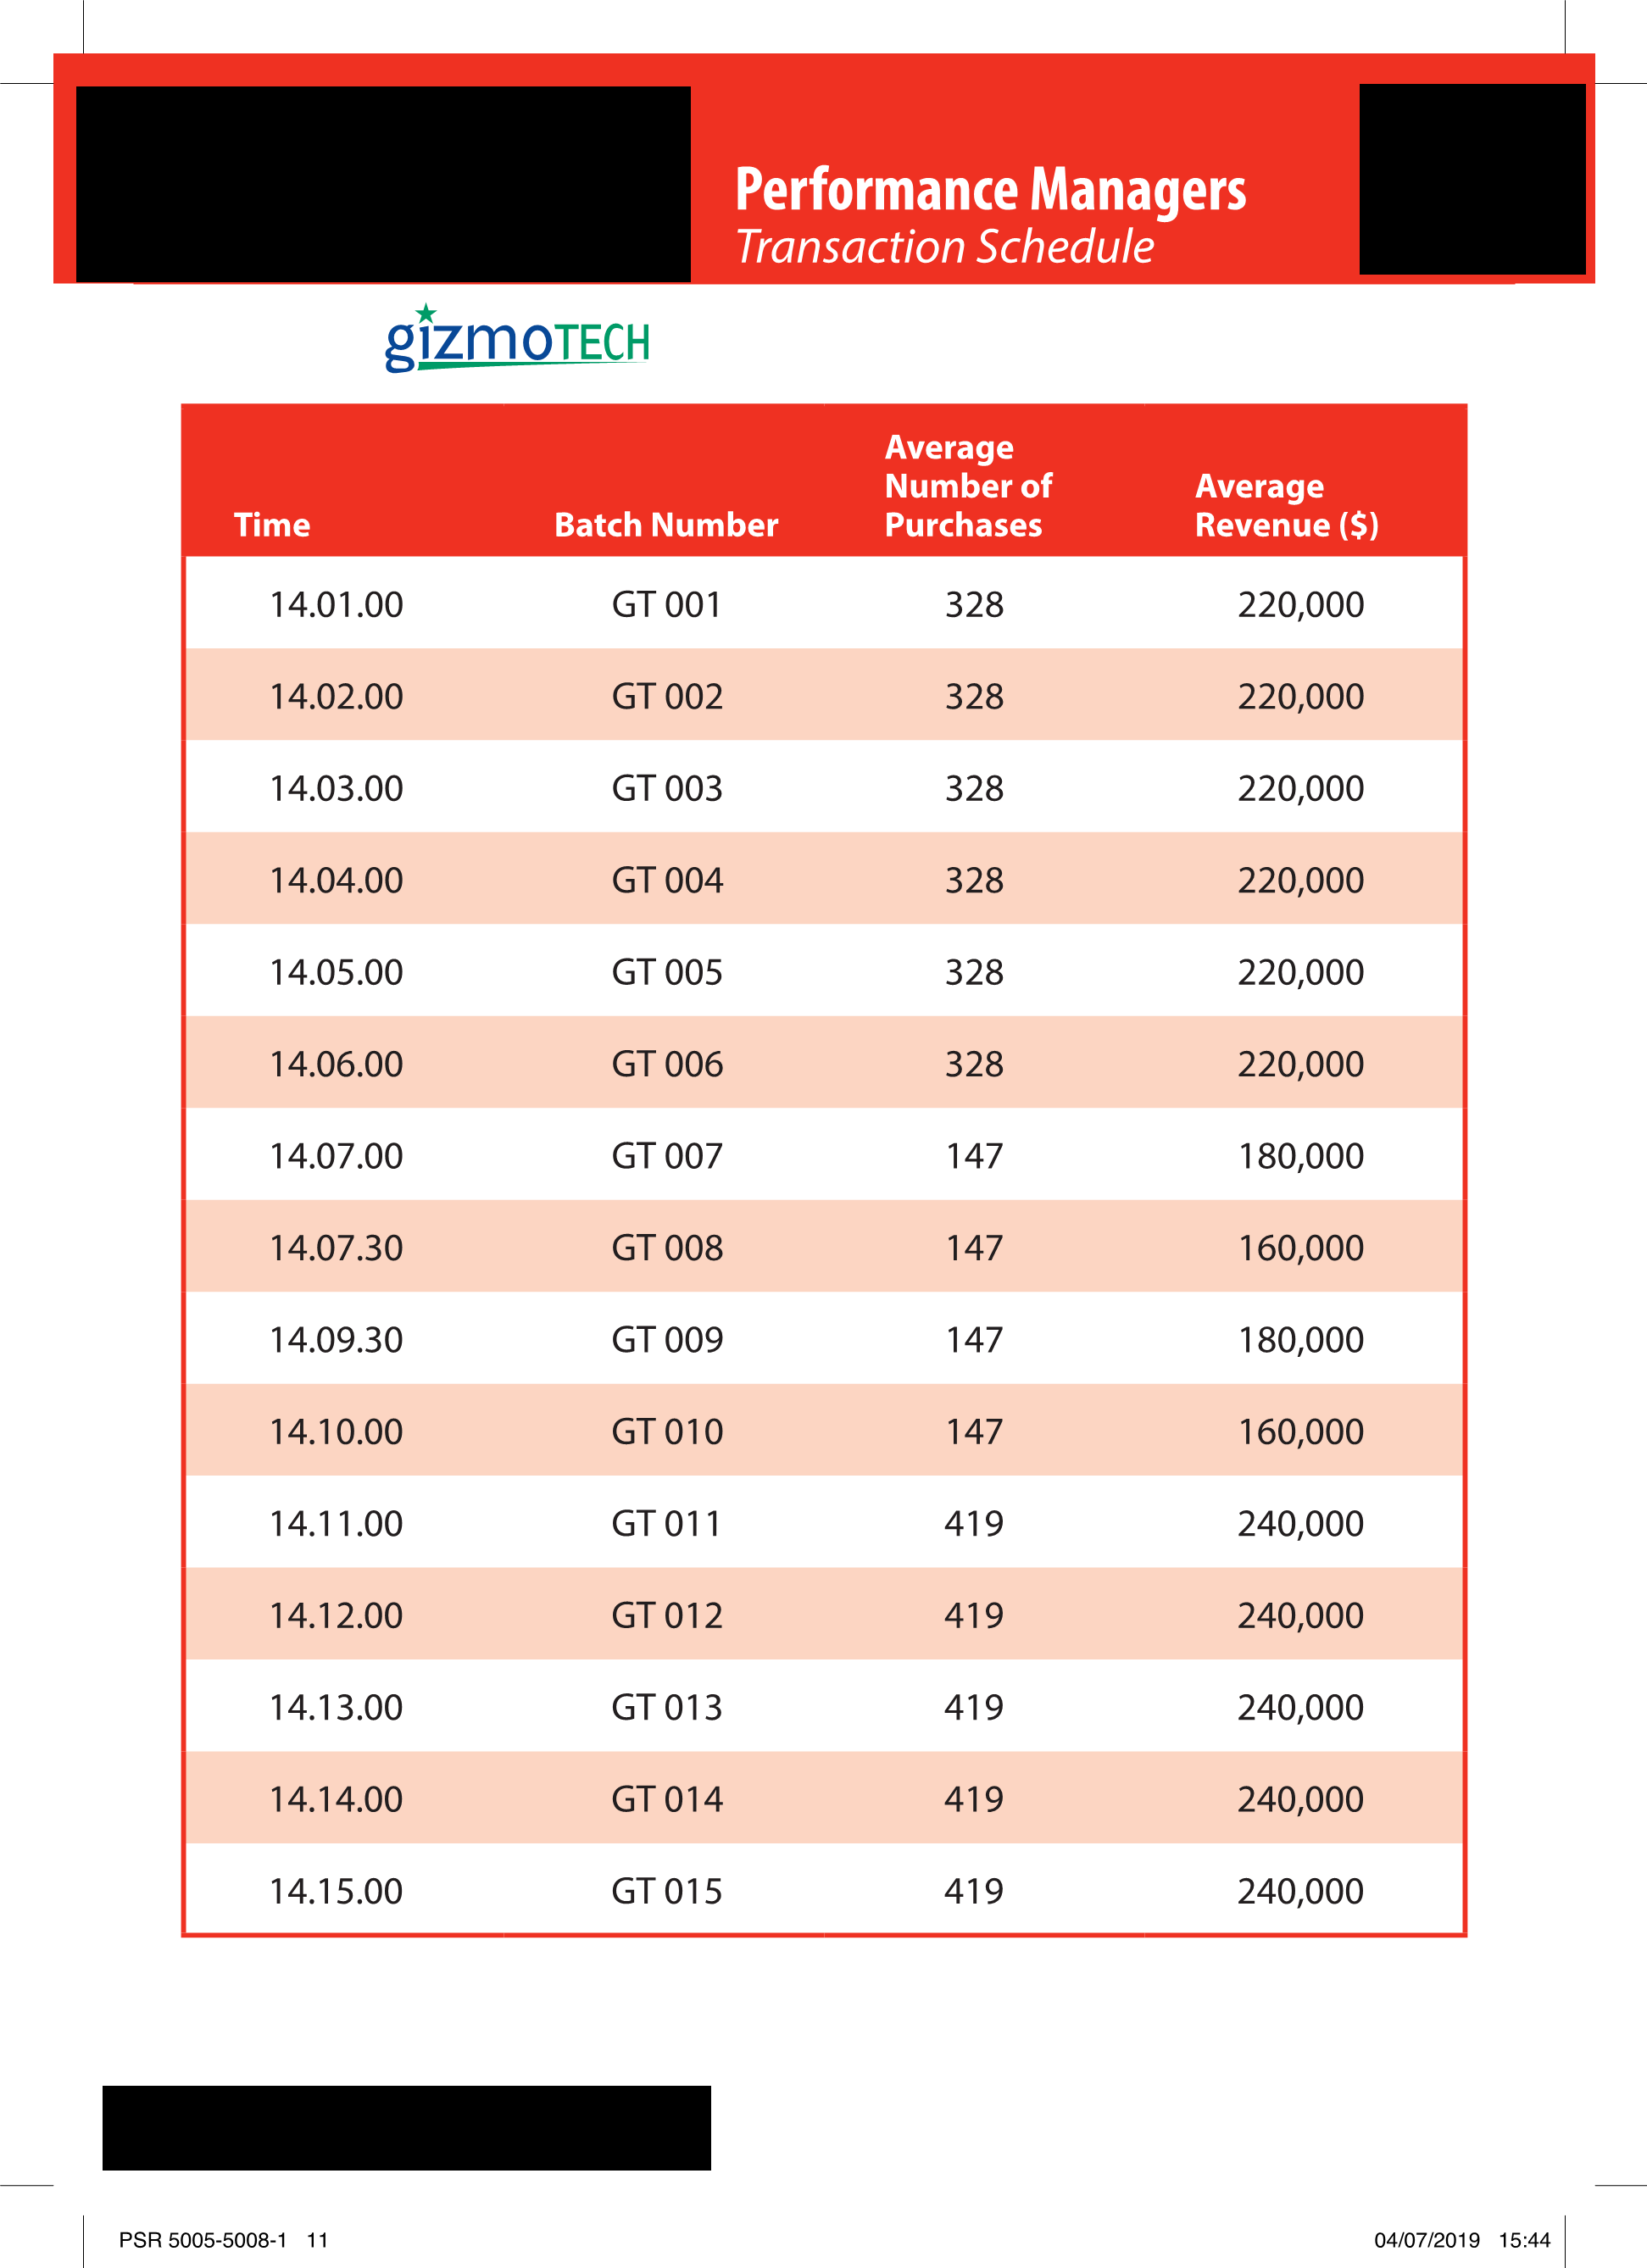 Performance Managers
Transaction Schedule
gizmoTECH
Average
Number of
Average
Time Batch Number Purchases Revenue ($)
14.01.00 GT 001 328 220,000
14.02.00 GT 002 328 220,000
14.03.00 GT 003 328 220,000
14.04.00 GT 004 328 220,000
14.05.00 GT 005 328 220,000
14.06.00 GT 006 328 220,000
14.07.00 GT 007 147 180,000
14.07.30 GT 008 147 160,000
14.09.30 GT 009 147 180,000
14.10.00 GT 010 147 160,000
14.11.00 GT 011 419 240,000
14.12.00 GT 012 419 240,000
14.13.00 GT 013 419 240,000
14.14.00 GT 014 419 240,000
14.15.00 GT 015 419 240,000
PSR 5005-5008-1 11 04/07/2019 15:44